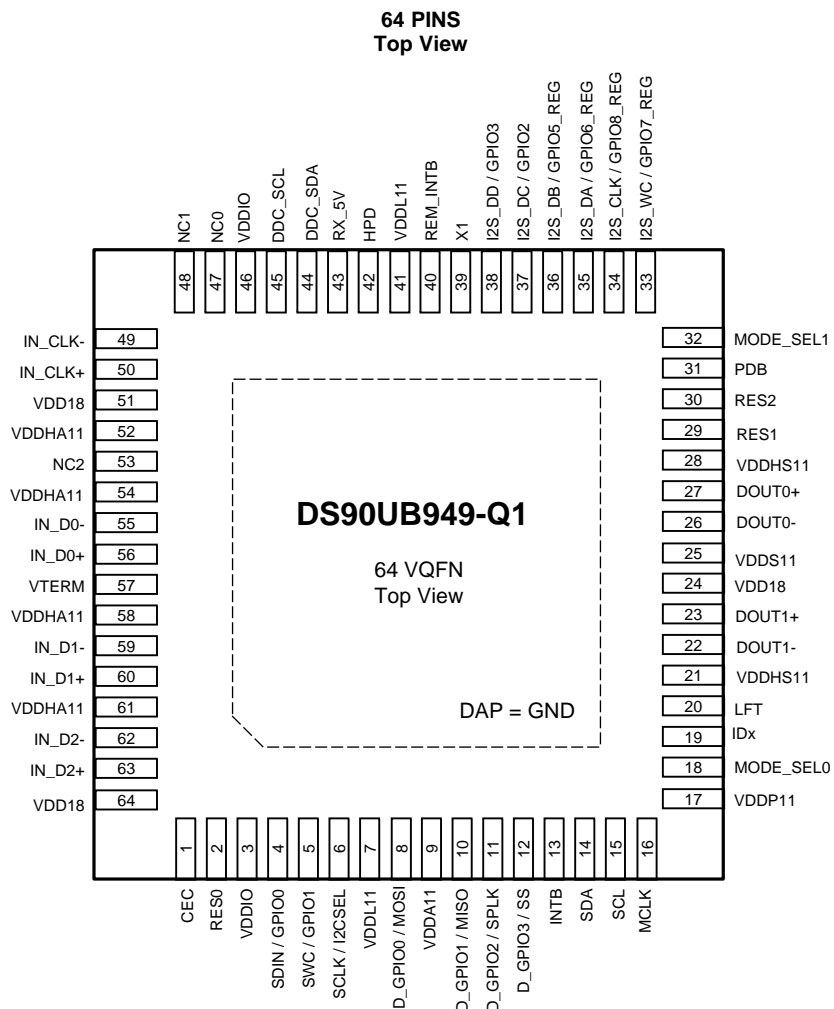 64 PINS
Top View
NC1
NC0
VDDIO
DDC_SCL
DDC_SDA
RX_5V
HPD
VDDL11
REM_INTB
X1
I2S_DD / GPIO3
I2S_DC / GPIO2
I2S_DB / GPIO5_REG
I2S_DA / GPIO6_REG
I2S_CLK / GPIO8_REG
I2S_WC / GPIO7_REG
48
47
46
45
44
43
42
41
40
39
38
37
36
35
34
33
IN_CLK- 49
IN_CLK+ 50
VDD18 51
VDDHA11 52
NC2 53
VDDHA11 54
IN_D0- 55
IN_D0+ 56
VTERM 57
VDDHA11 58
IN_D1- 59
IN_D1+ 60
VDDHA11 61
IN_D2- 62
IN_D2+ 63
VDD18 64
DS90UB949-Q1
64 VQFN
Top View
DAP = GND
32 MODE_SEL1
31 PDB
30 RES2
29 RES1
28 VDDHS11
27 DOUT0+
26 DOUT0-
25 VDDS11
24 VDD18
23 DOUT1+
22 DOUT1-
21 VDDHS11
20 LFT
19 IDx
18 MODE_SEL0
17 VDDP11
1
2
3
4
5
6
7
8
9
10
11
12
13
14
15
16
CEC
RES0
VDDIO
SDIN / GPIO0
SWC / GPIO1
SCLK / I2CSEL
VDDL11
D_GPIO0 / MOSI
VDDA11
D_GPIO1 / MISO
D_GPIO2 / SPLK
D_GPIO3 / SS
INTB
SDA
SCL
MCLK